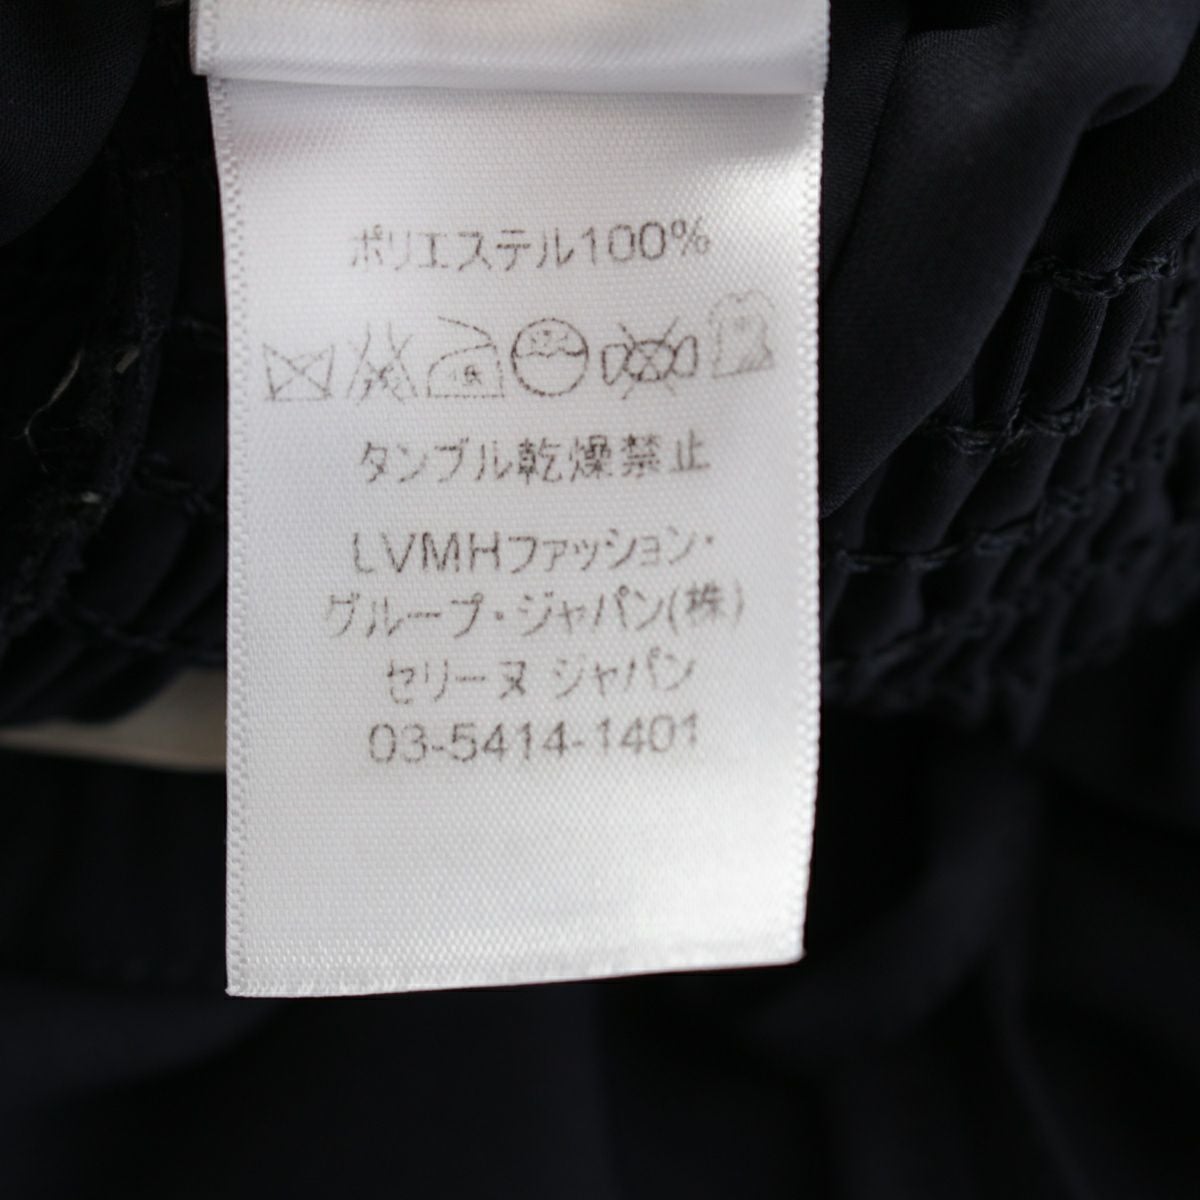 ポリエステル100%
タンブル乾燥禁止
LVMHファッション・
グループ・ジャパン(株)
セリーヌ ジャパン
03-5414-1401